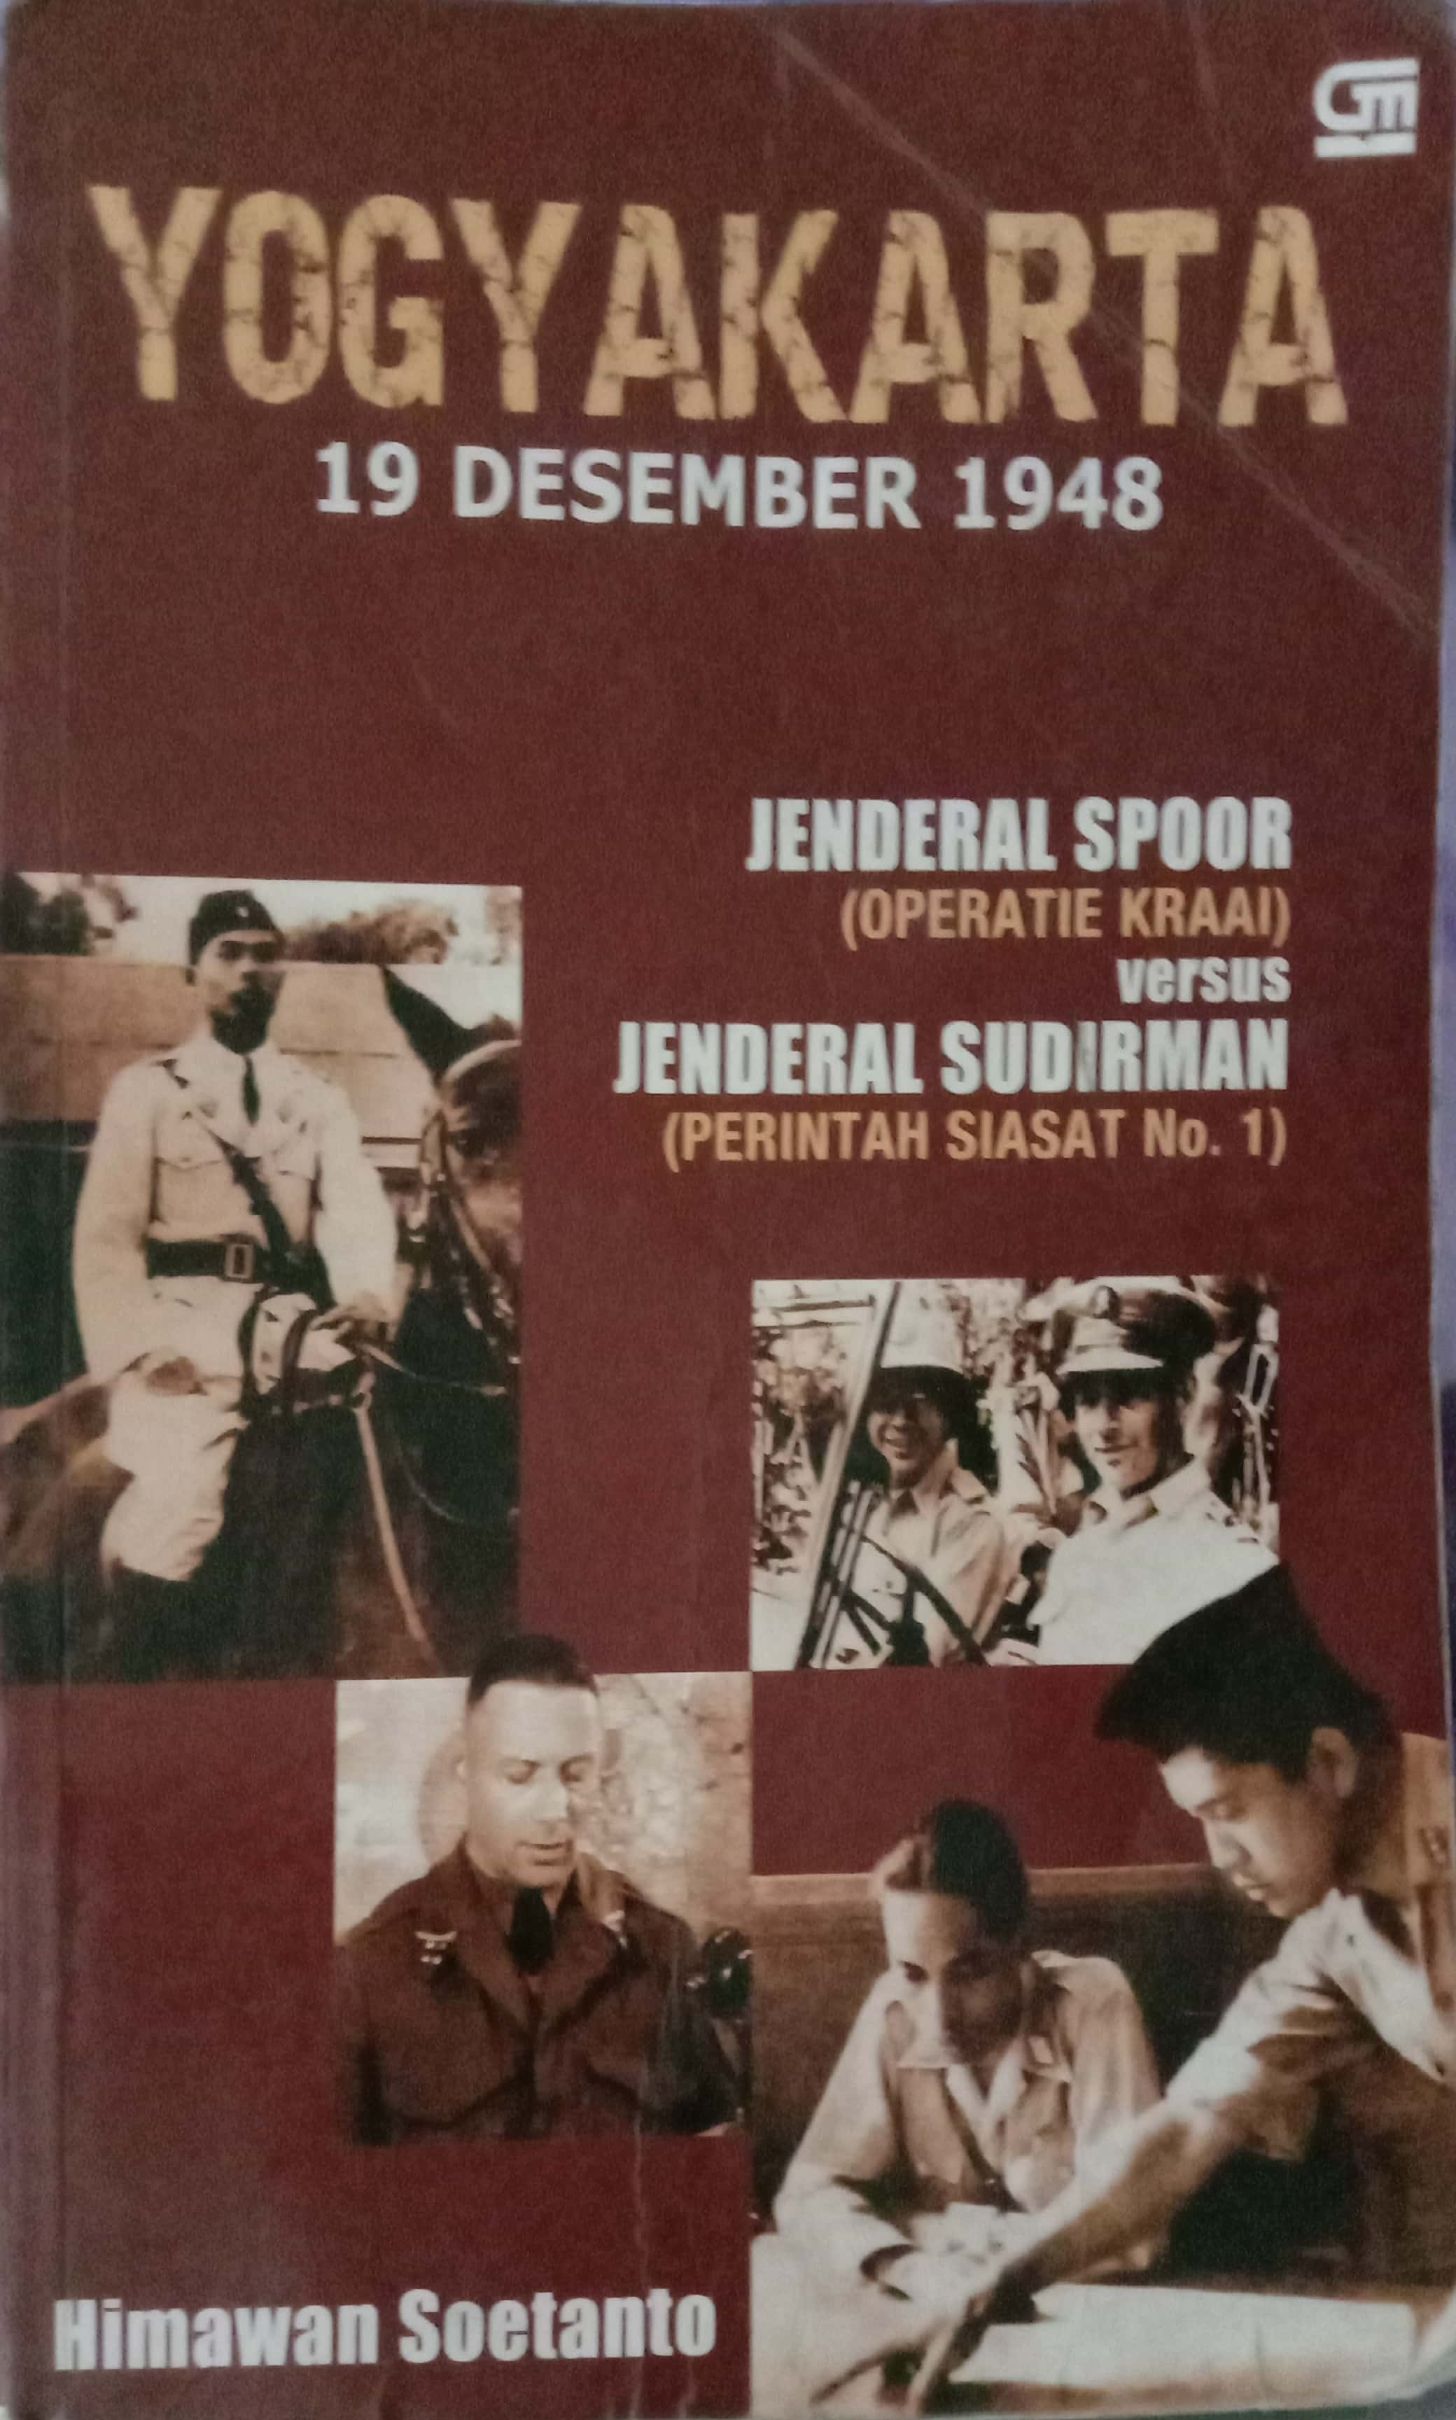 GM
YOGYAKARTA
19 DESEMBER 1948
JENDERAL SPOOR
(OPERATIE KRAAI)
versus
JENDERAL SUDIRMAN
(PERINTAH SIASAT No. 1)
Himawan Soetanto